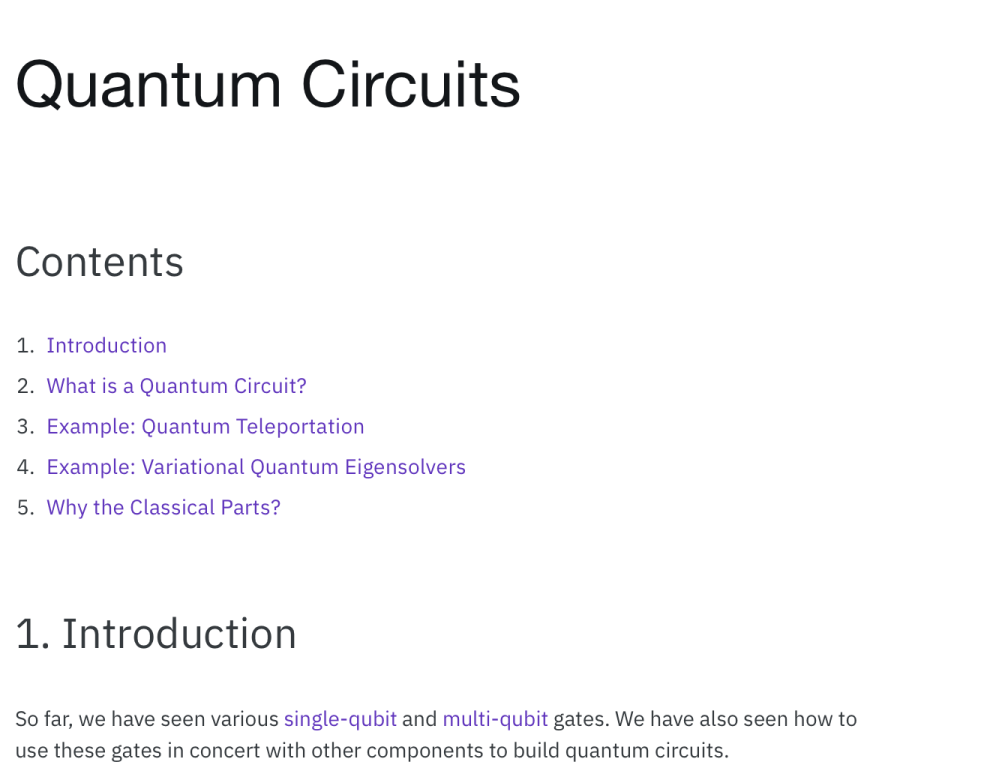 Quantum Circuits
Contents
1. Introduction
2. What is a Quantum Circuit?
3. Example: Quantum Teleportation
4. Example: Variational Quantum Eigensolvers
5. Why the Classical Parts?
1. Introduction
So far, we have seen various single-qubit and multi-qubit gates. We have also seen how to
use these gates in concert with other components to build quantum circuits.